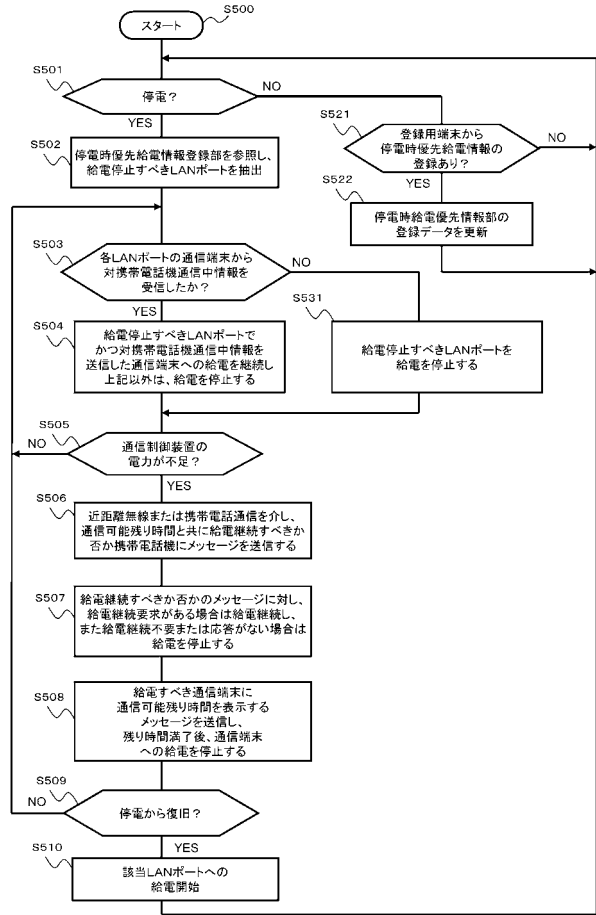 S500
スタート
S501
停電？
NO
YES
S502
停電時優先給電情報登録部を参照し、
給電停止すべきLANポートを抽出
S521
登録用端末から
停電時優先給電情報の
登録あり？
NO
YES
S522
停電時給電優先情報部の
登録データを更新
S503
各LANポートの通信端末から
対携帯電話機通信中情報を
受信したか？
NO
YES
S504
給電停止すべきLANポートで
かつ対携帯電話機通信中情報を
送信した通信端末への給電を継続し
上記以外は、給電を停止する
S531
給電停止すべきLANポートを
給電を停止する
S505
通信制御装置の
電力が不足？
NO
YES
S506
近距離無線または携帯電話通信を介し、
通信可能残り時間と共に給電継続すべきか
否か携帯電話機にメッセージを送信する
S507
給電継続すべきか否かのメッセージに対し、
給電継続要求がある場合は給電継続し、
また給電継続不要または応答がない場合は
給電を停止する
S508
給電すべき通信端末に
通信可能残り時間を表示する
メッセージを送信し、
残り時間満了後、通信端末
への給電を停止する
S509
停電から復旧？
NO
YES
S510
該当LANポートへの
給電開始